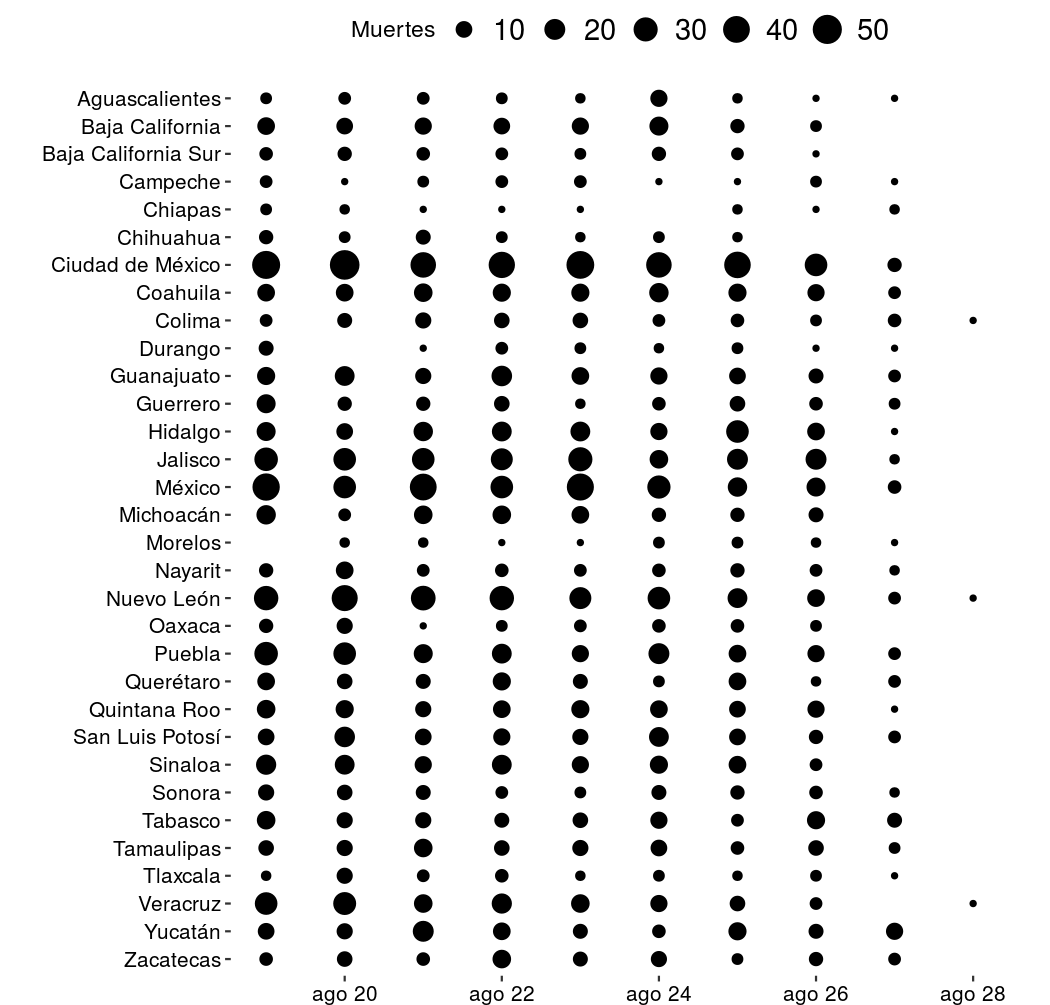 Muertes 10 20 30 40 50
Aguascalientes
Baja California
Baja California Sur
Campeche
Chiapas
Chihuahua
Ciudad de México
Coahuila
Colima
Durango
Guanajuato
Guerrero
Hidalgo
Jalisco
México
Michoacán
Morelos
Nayarit
Nuevo León
Oaxaca
Puebla
Querétaro
Quintana Roo
San Luis Potosí
Sinaloa
Sonora
Tabasco
Tamaulipas
Tlaxcala
Veracruz
Yucatán
Zacatecas
ago 20 ago 22 ago 24 ago 26 ago 28